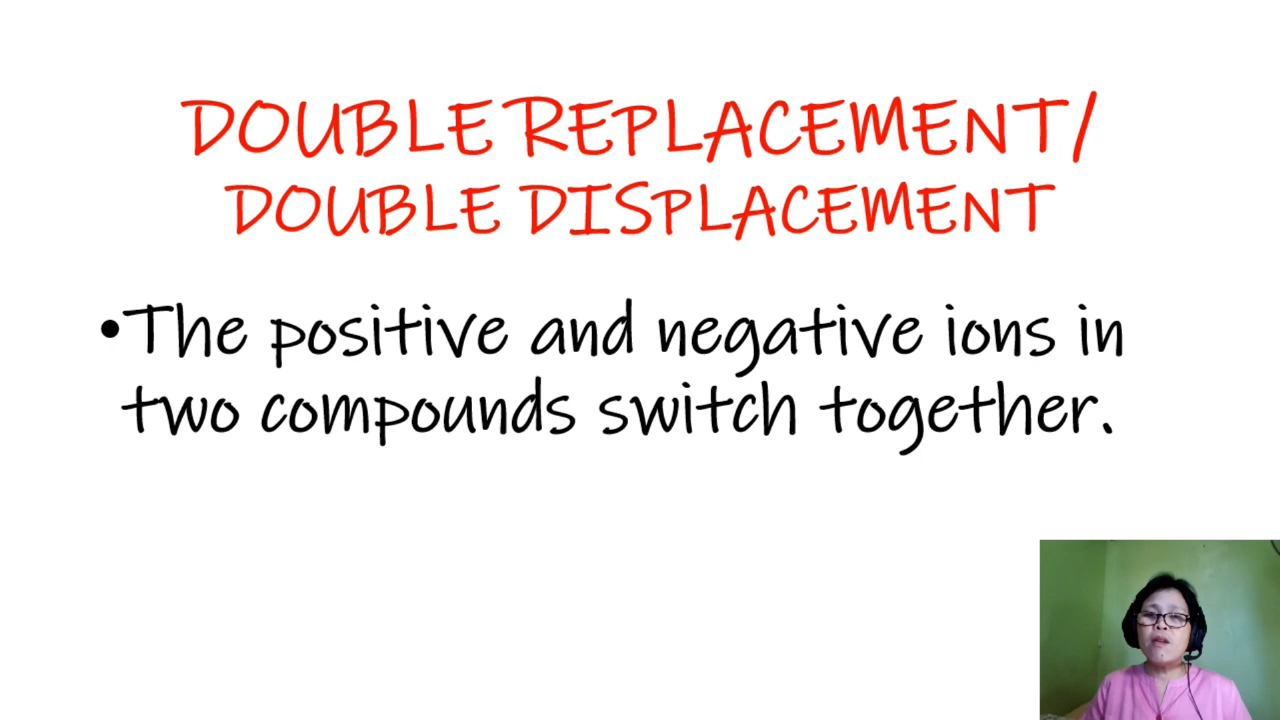 DOUBLE REPLACEMENT/
DOUBLE DISPLACEMENT
•The positive and negative ions in
two compounds switch together.